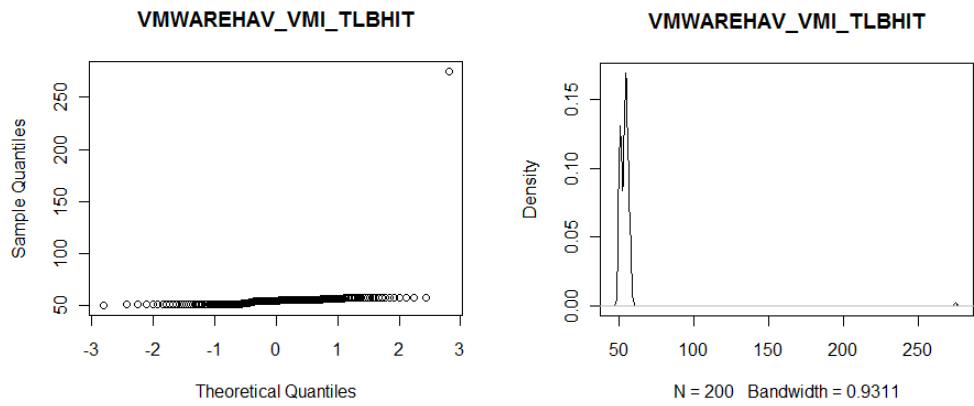 VMWAREHAV_VMI_TLBHIT
Sample Quantiles
250
200
150
100
50
-3 -2 -1 0 1 2 3
Theoretical Quantiles
VMWAREHAV_VMI_TLBHIT
Density
0.15
0.10
0.05
0.00
50 100 150 200 250
N = 200 Bandwidth = 0.9311